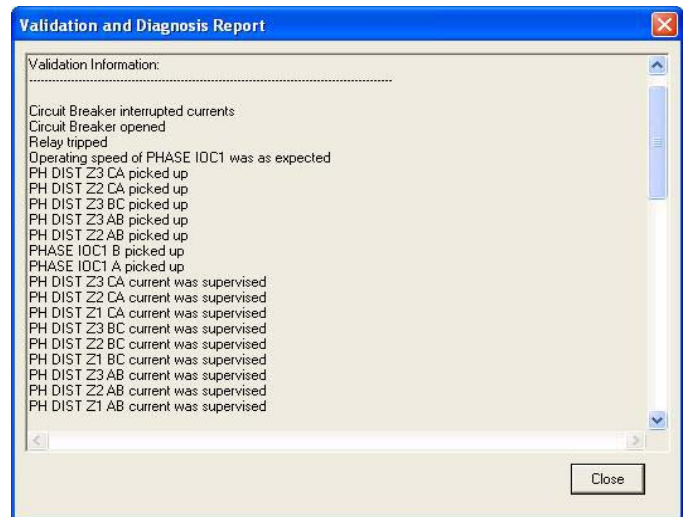 Validation and Diagnosis Report
Validation Information:
--------------------------------------------------------------------------------
Circuit Breaker interrupted currents
Circuit Breaker opened
Relay tripped
Operating speed of PHASE IOC1 was as expected
PH DIST Z3 CA picked up
PH DIST Z2 CA picked up
PH DIST Z3 BC picked up
PH DIST Z3 AB picked up
PH DIST Z2 AB picked up
PHASE IOC1 B picked up
PHASE IOC1 A picked up
PH DIST Z3 CA current was supervised
PH DIST Z2 CA current was supervised
PH DIST Z1 CA current was supervised
PH DIST Z3 BC current was supervised
PH DIST Z2 BC current was supervised
PH DIST Z1 BC current was supervised
PH DIST Z3 AB current was supervised
PH DIST Z2 AB current was supervised
PH DIST Z1 AB current was supervised
Close